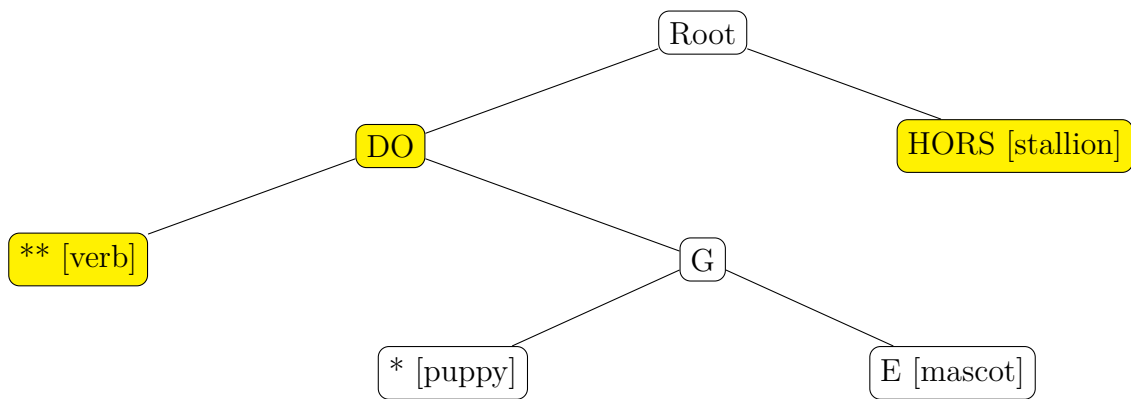 Root
DO
HORS [stallion]
** [verb]
G
* [puppy]
E [mascot]